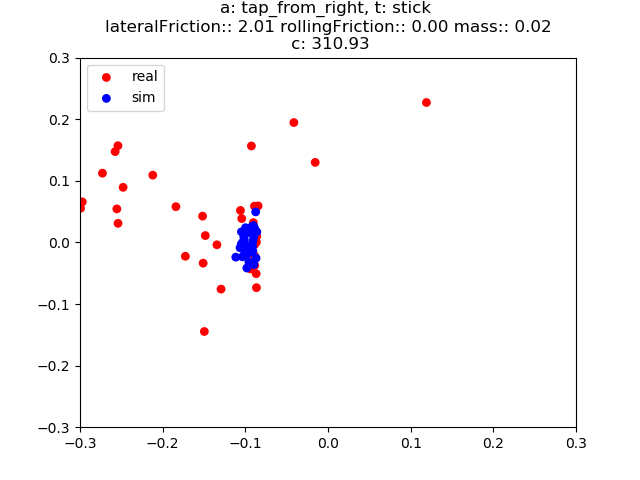 a: tap_from_right, t: stick
lateralFriction:: 2.01 rollingFriction:: 0.00 mass:: 0.02
c: 310.93
real
sim
0.3
0.2
0.1
0.0
−0.1
−0.2
−0.3
−0.3
−0.2
−0.1
0.0
0.1
0.2
0.3